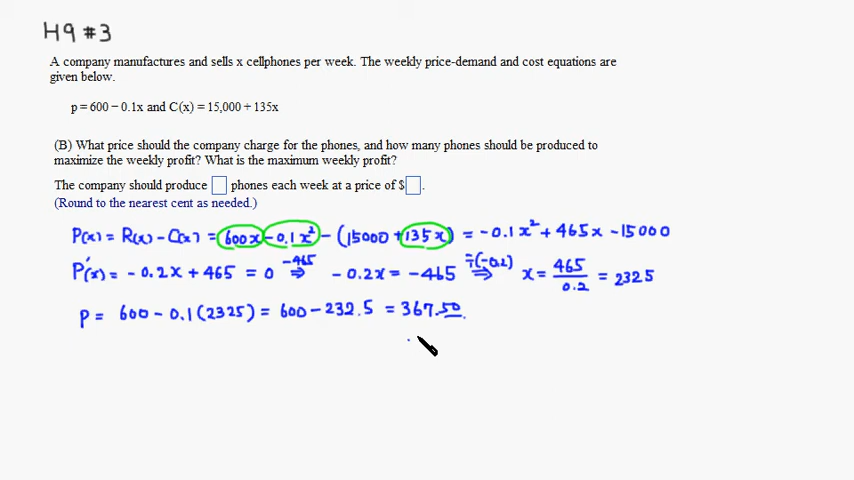 H9 #3
A company manufactures and sells x cellphones per week. The weekly price-demand and cost equations are
given below.
p = 600 − 0.1x and C(x) = 15,000 + 135x
(B) What price should the company charge for the phones, and how many phones should be produced to
maximize the weekly profit? What is the maximum weekly profit?
The company should produce phones each week at a price of $ .
(Round to the nearest cent as needed.)
P(x) = R(x) − C(x) = 600x − 0.1x² − (15000 + 135x) = −0.1x² + 465x − 15000
P'(x) = −0.2x + 465 = 0 −465 ⇒ −0.2x = −465 ÷(−0.2) ⇒ x = 465/0.2 = 2325
P = 600 − 0.1(2325) = 600 − 232.5 = 367.50.